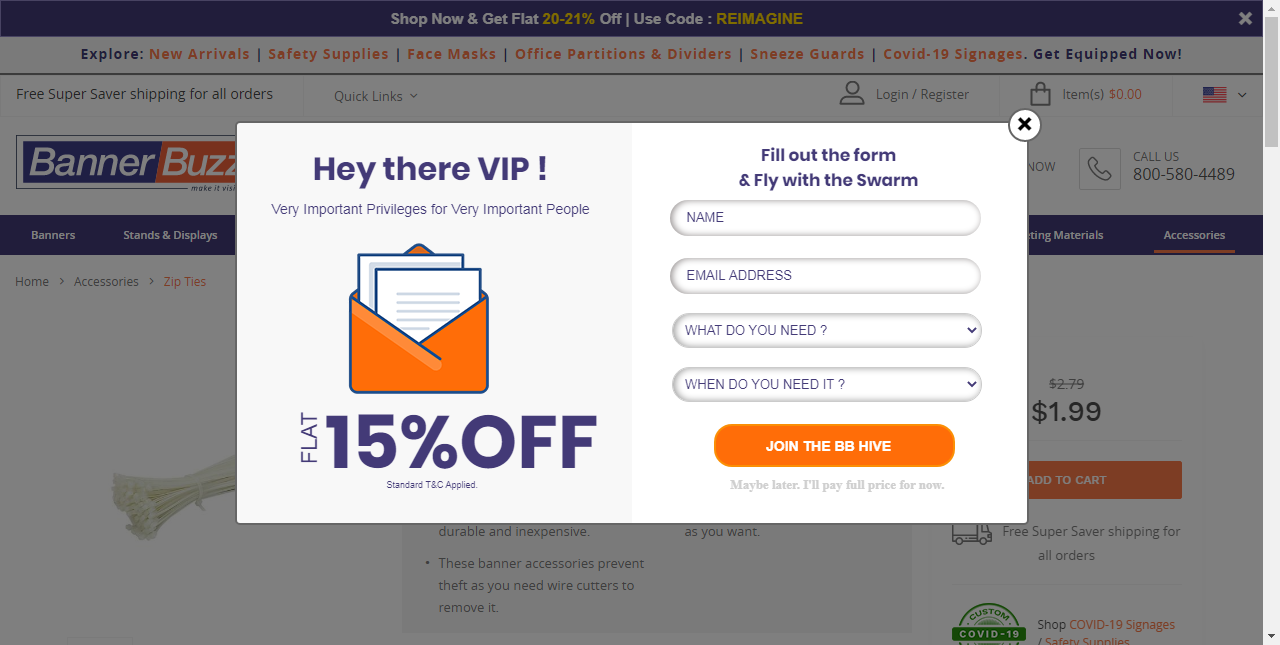 Shop Now & Get Flat 20-21% Off | Use Code : REIMAGINE
Explore: New Arrivals | Safety Supplies | Face Masks | Office Partitions & Dividers | Sneeze Guards | Covid-19 Signages. Get Equipped Now!
Free Super Saver shipping for all orders
Quick Links
Login / Register
Item(s) $0.00
Banner Buzz
make it visi
NOW
CALL US
800-580-4489
Banners
Stands & Displays
ting Materials
Accessories
Home > Accessories > Zip Ties
Hey there VIP !
Very Important Privileges for Very Important People
FLAT
15%OFF
Standard T&C Applied.
Fill out the form
& Fly with the Swarm
NAME
EMAIL ADDRESS
WHAT DO YOU NEED ?
WHEN DO YOU NEED IT ?
JOIN THE BB HIVE
Maybe later. I'll pay full price for now.
$2.79
$1.99
ADD TO CART
durable and inexpensive.
as you want.
• These banner accessories prevent
theft as you need wire cutters to
remove it.
Free Super Saver shipping for
all orders
CUSTOM
COVID-19
Shop COVID-19 Signages
/ Safety Supplies